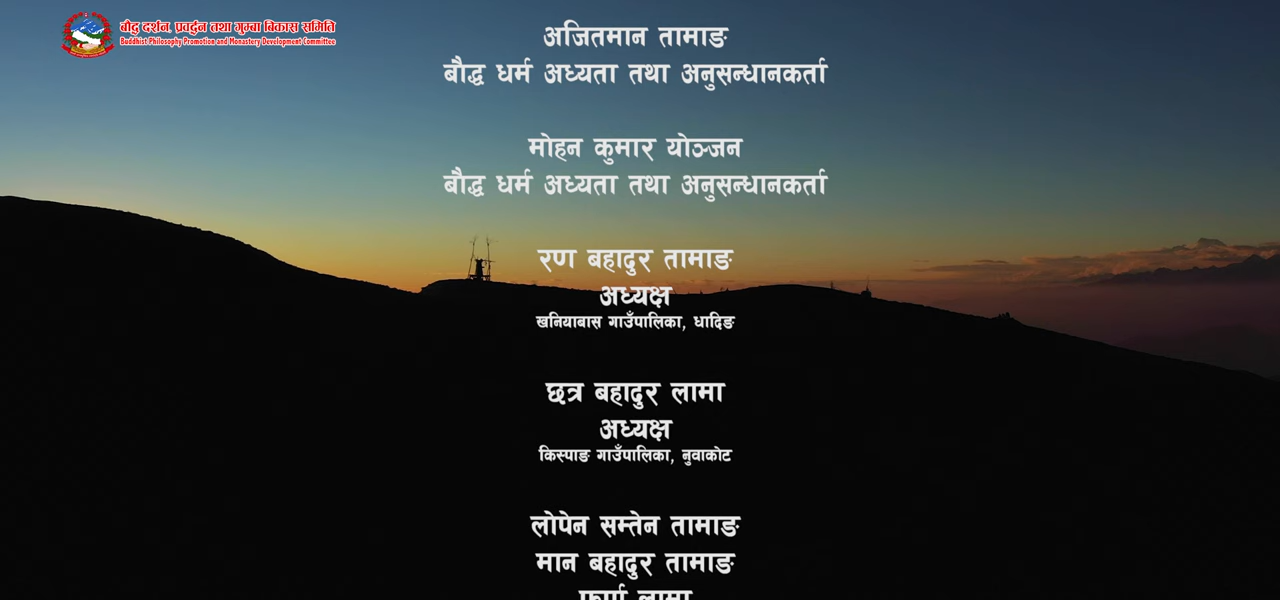 बौद्ध दर्शन, प्रवर्द्धन तथा गुम्बा विकास समिति
Buddhist Philosophy Promotion and Monastery Development Committee
अजितमान तामाङ
बौद्ध धर्म अध्यता तथा अनुसन्धानकर्ता
मोहन कुमार योञ्जन
बौद्ध धर्म अध्यता तथा अनुसन्धानकर्ता
रण बहादुर तामाङ
अध्यक्ष
खनियाबास गाउँपालिका, धादिङ
छत्र बहादुर लामा
अध्यक्ष
किस्पाङ गाउँपालिका, नुवाकोट
लोपेन सम्तेन तामाङ
मान बहादुर तामाङ
लामा